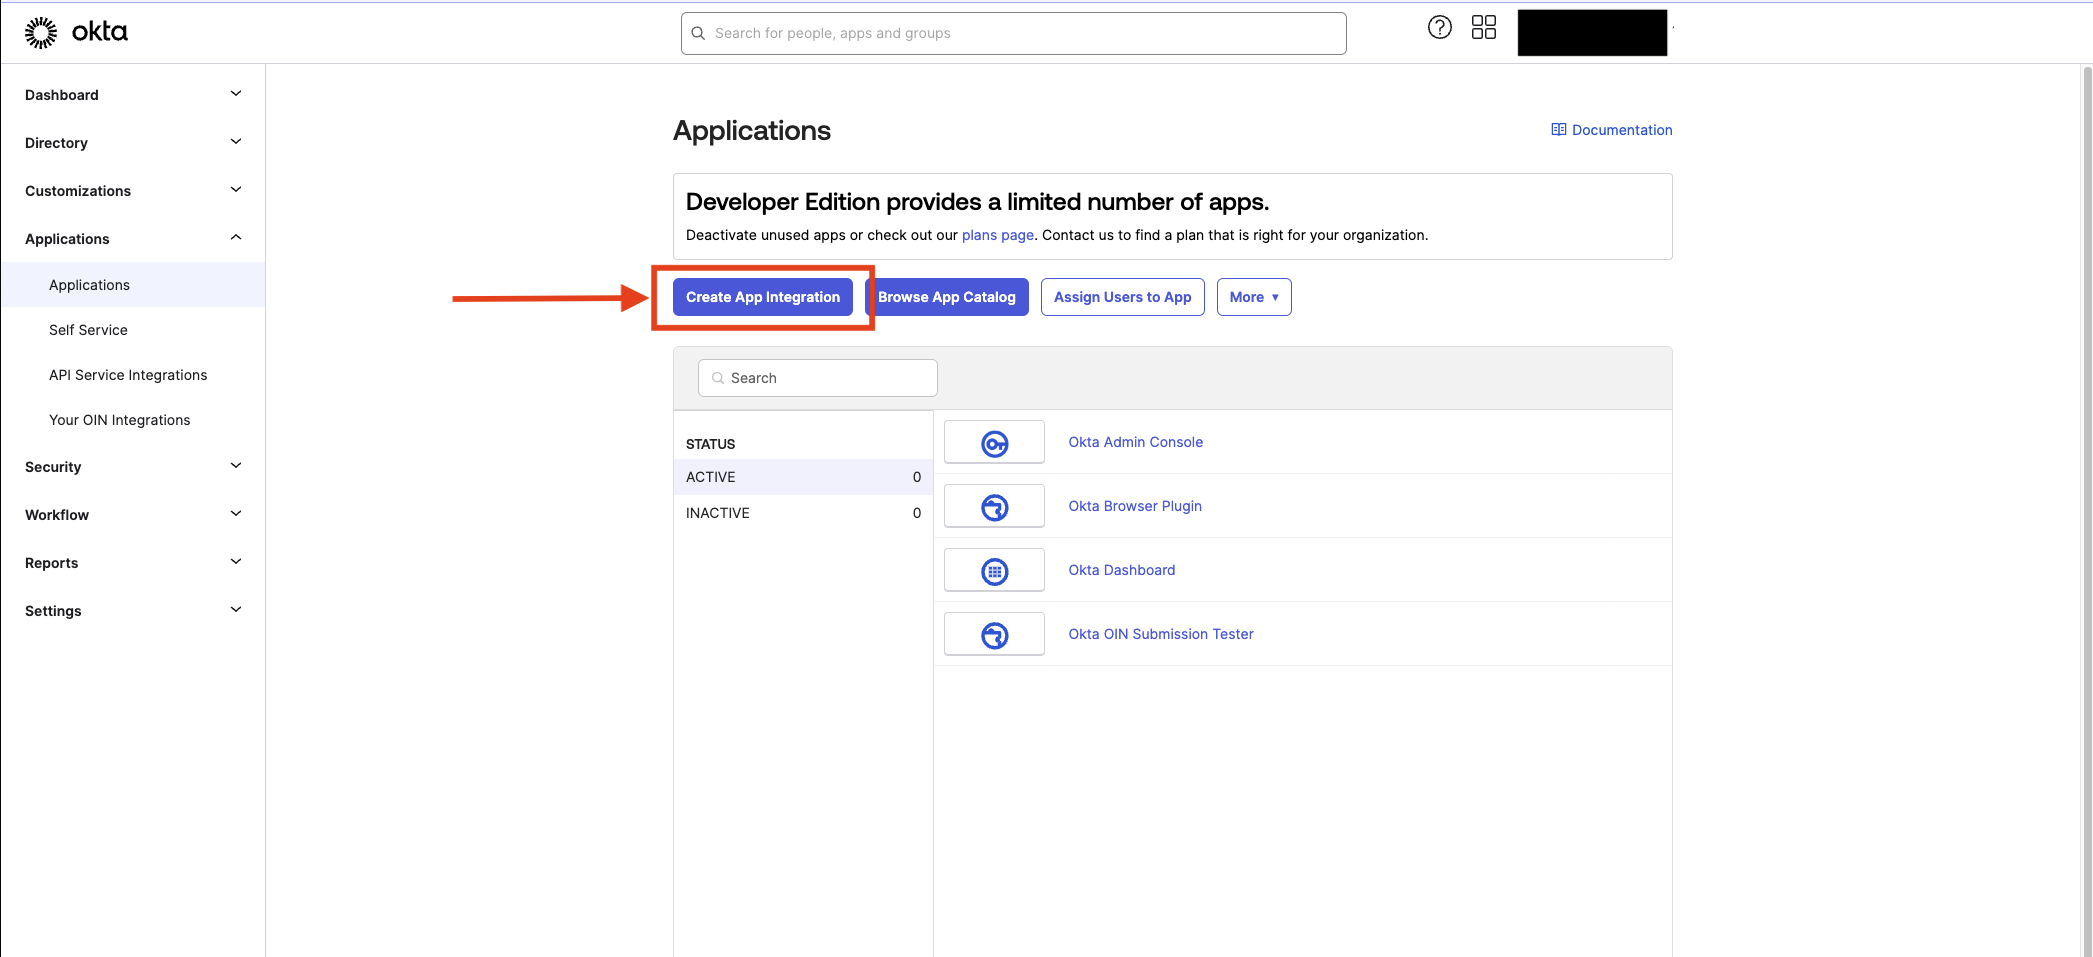 okta
Search for people, apps and groups
Dashboard
Directory
Customizations
Applications
Applications
Self Service
API Service Integrations
Your OIN Integrations
Security
Workflow
Reports
Settings
Applications
Documentation
Developer Edition provides a limited number of apps.
Deactivate unused apps or check out our plans page. Contact us to find a plan that is right for your organization.
Create App Integration
Browse App Catalog
Assign Users to App
More
Search
STATUS
ACTIVE 0
INACTIVE 0
Okta Admin Console
Okta Browser Plugin
Okta Dashboard
Okta OIN Submission Tester